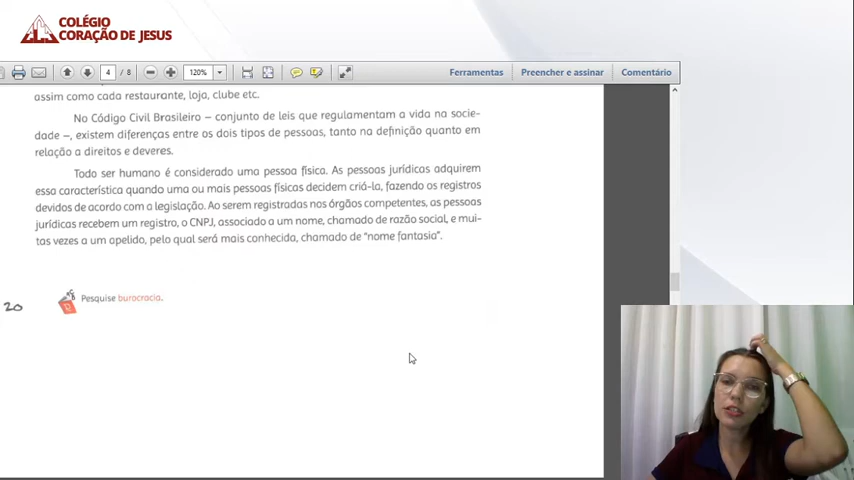 COLÉGIO
CORAÇÃO DE JESUS
4 / 8 120% Ferramentas Preencher e assinar Comentário
assim como cada restaurante, loja, clube etc.
No Código Civil Brasileiro – conjunto de leis que regulamentam a vida na socie-
dade –, existem diferenças entre os dois tipos de pessoas, tanto na definição quanto em
relação a direitos e deveres.
Todo ser humano é considerado uma pessoa física. As pessoas jurídicas adquirem
essa característica quando uma ou mais pessoas físicas decidem criá-la, fazendo os registros
devidos de acordo com a legislação. Ao serem registradas nos órgãos competentes, as pessoas
jurídicas recebem um registro, o CNPJ, associado a um nome, chamado de razão social, e mui-
tas vezes a um apelido, pelo qual será mais conhecida, chamado de “nome fantasia”.
20 Pesquise burocracia.